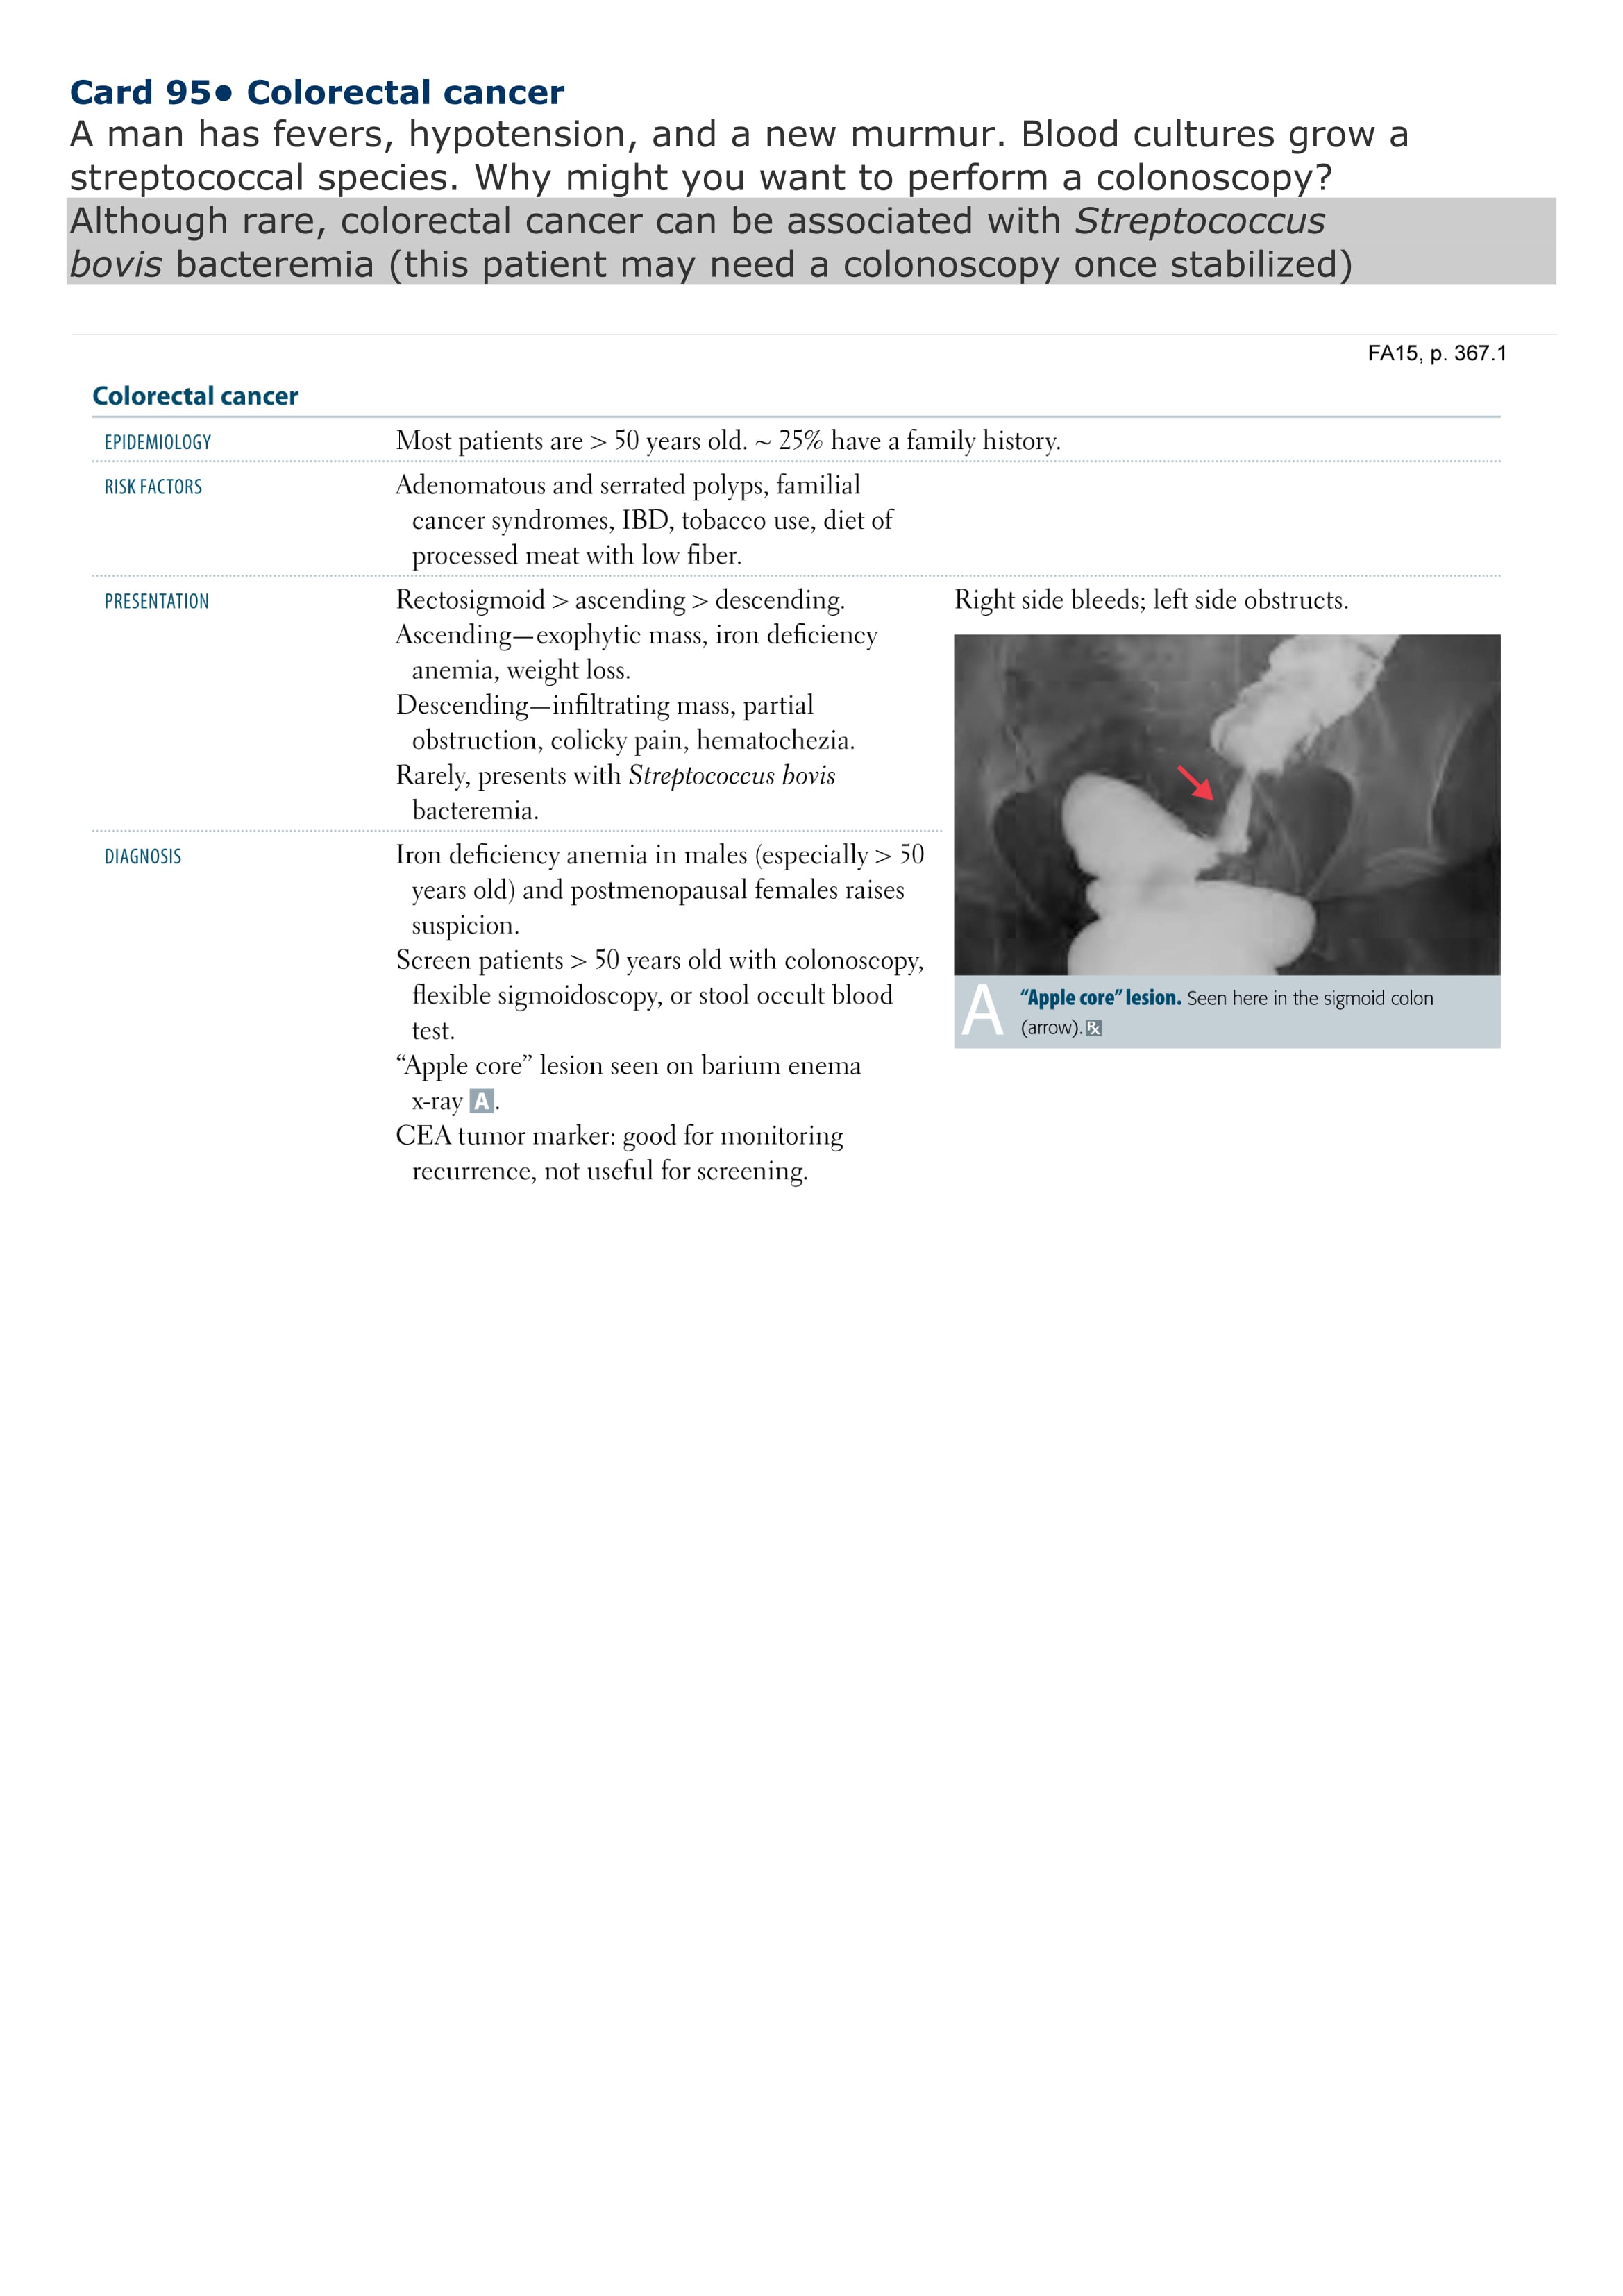 Card 95● Colorectal cancer
A man has fevers, hypotension, and a new murmur. Blood cultures grow a
streptococcal species. Why might you want to perform a colonoscopy?
Although rare, colorectal cancer can be associated with Streptococcus
bovis bacteremia (this patient may need a colonoscopy once stabilized)
FA15, p. 367.1
Colorectal cancer
EPIDEMIOLOGY Most patients are > 50 years old. ~ 25% have a family history.
RISK FACTORS Adenomatous and serrated polyps, familial
cancer syndromes, IBD, tobacco use, diet of
processed meat with low fiber.
PRESENTATION Rectosigmoid > ascending > descending.
Ascending—exophytic mass, iron deficiency
anemia, weight loss.
Descending—infiltrating mass, partial
obstruction, colicky pain, hematochezia.
Rarely, presents with Streptococcus bovis
bacteremia.
Right side bleeds; left side obstructs.
A "Apple core" lesion. Seen here in the sigmoid colon
(arrow). Rx
DIAGNOSIS Iron deficiency anemia in males (especially > 50
years old) and postmenopausal females raises
suspicion.
Screen patients > 50 years old with colonoscopy,
flexible sigmoidoscopy, or stool occult blood
test.
“Apple core” lesion seen on barium enema
x-ray A.
CEA tumor marker: good for monitoring
recurrence, not useful for screening.